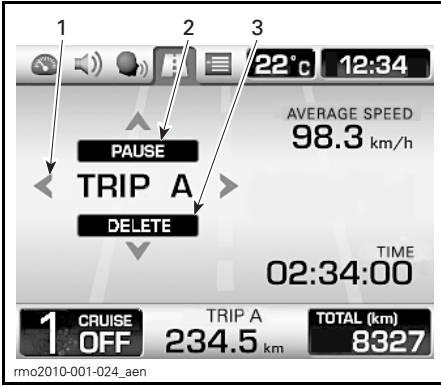 1 2 3
22°c 12:34
AVERAGE SPEED
98.3 km/h
PAUSE
TRIP A
DELETE
TIME
02:34:00
1 CRUISE OFF
TRIP A
234.5 km
TOTAL (km)
8327
rmo2010-001-024_aen